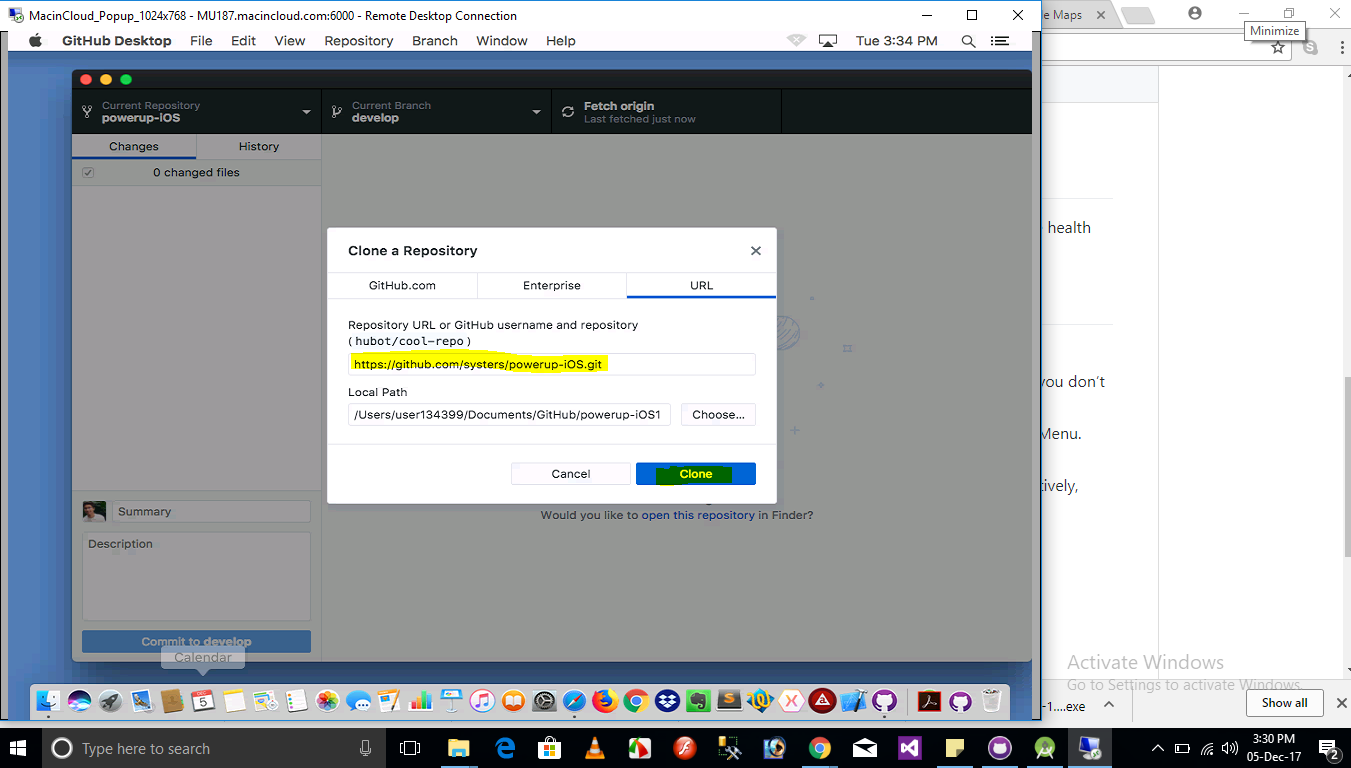 MacinCloud_Popup_1024x768 - MU187.macincloud.com:6000 - Remote Desktop Connection
e Maps
Minimize
GitHub Desktop File Edit View Repository Branch Window Help
Tue 3:34 PM
Current Repository
powerup-iOS
Current Branch
develop
Fetch origin
Last fetched just now
Changes
History
0 changed files
Clone a Repository
GitHub.com
Enterprise
URL
Repository URL or GitHub username and repository
(hubot/cool-repo)
https://github.com/systers/powerup-iOS.git
Local Path
/Users/user134399/Documents/GitHub/powerup-iOS1
Choose...
Cancel
Clone
Would you like to open this repository in Finder?
Summary
Description
Commit to develop
Calendar
DEC
5
health
you don't
Menu.
ively,
Activate Windows
Go to Settings to activate Windows.
-1....exe
Show all
Type here to search
3:30 PM
05-Dec-17
2